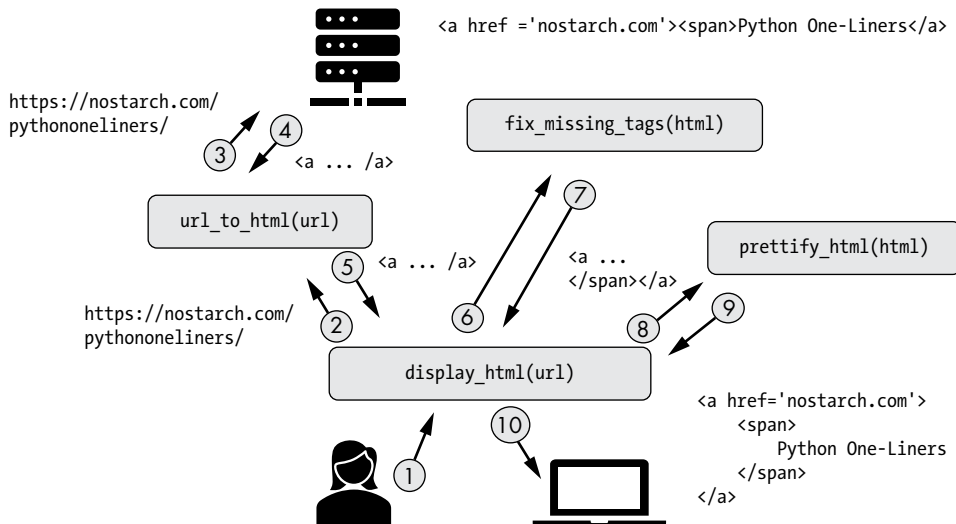 <a href ='nostarch.com'><span>Python One-Liners</a>
https://nostarch.com/
pythononeliners/
fix_missing_tags(html)
3
4
<a ... /a>
7
url_to_html(url)
prettify_html(html)
5
<a ... /a>
<a ...
</span></a>
https://nostarch.com/
pythononeliners/
2
6
8
9
display_html(url)
<a href='nostarch.com'>
<span>
Python One-Liners
</span>
</a>
10
1